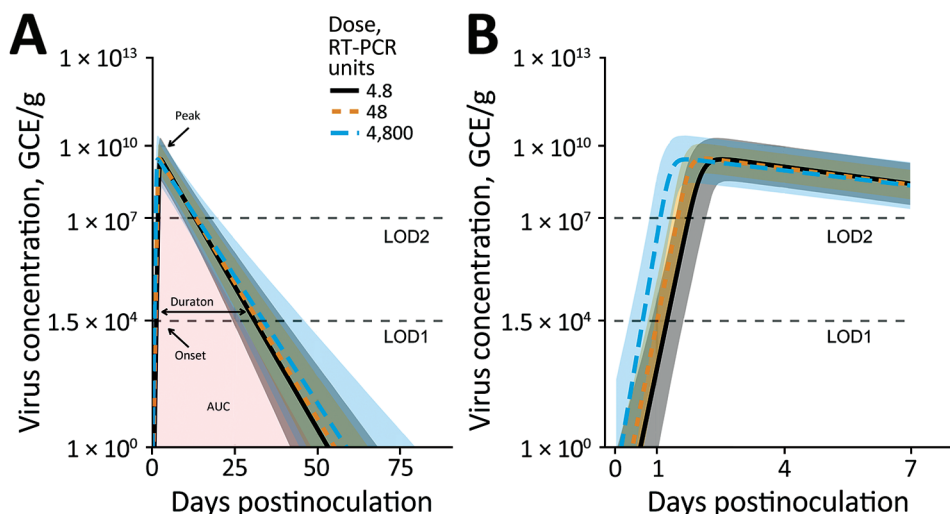 A
Dose,
RT-PCR
units
4.8
48
4,800
Virus concentration, GCE/g
1 × 10¹³
1 × 10¹⁰
1 × 10⁷
1.5 × 10⁴
1 × 10⁰
Peak
LOD2
Duraton
LOD1
Onset
AUC
0 25 50 75
Days postinoculation
B
Virus concentration, GCE/g
1 × 10¹³
1 × 10¹⁰
1 × 10⁷
1.5 × 10⁴
1 × 10⁰
LOD2
LOD1
0 1 4 7
Days postinoculation